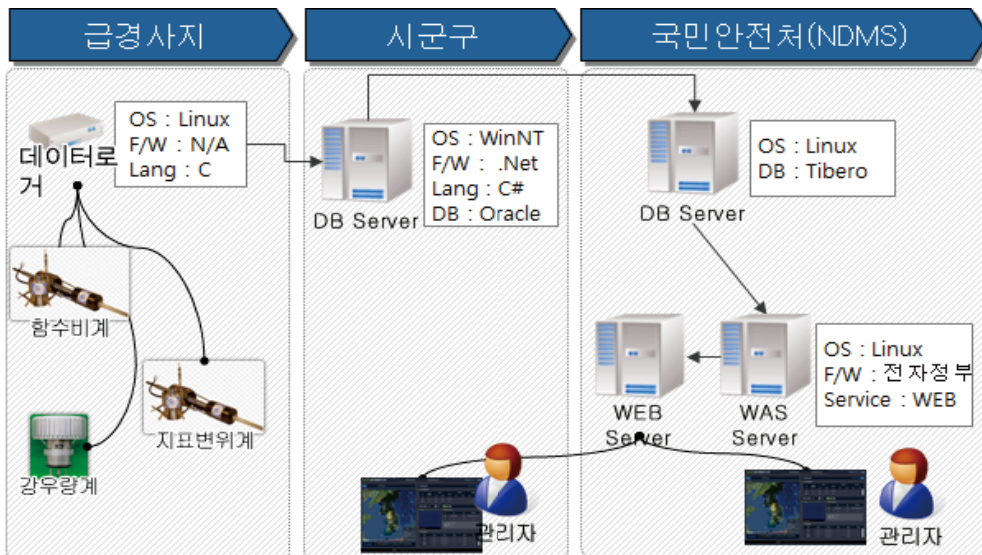 급경사지
시군구
국민안전처(NDMS)
데이터로
거
OS : Linux
F/W : N/A
Lang : C
함수비계
지표변위계
강우량계
DB Server
OS : WinNT
F/W : .Net
Lang : C#
DB : Oracle
DB Server
OS : Linux
DB : Tibero
WEB
Server
WAS
Server
OS : Linux
F/W : 전자정부
Service : WEB
관리자
관리자